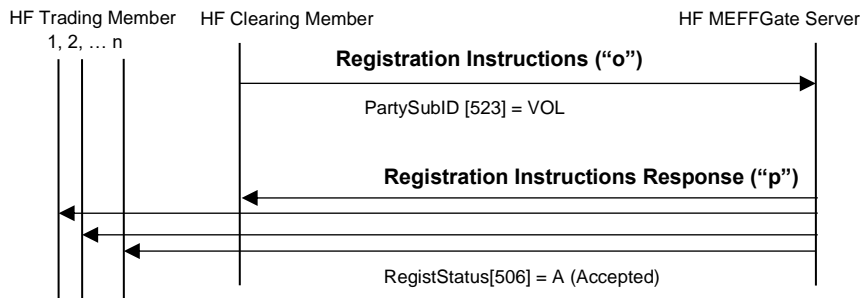 HF Trading Member
1, 2, … n
HF Clearing Member
HF MEFFGate Server
Registration Instructions (“o”)
PartySubID [523] = VOL
Registration Instructions Response (“p”)
RegistStatus[506] = A (Accepted)